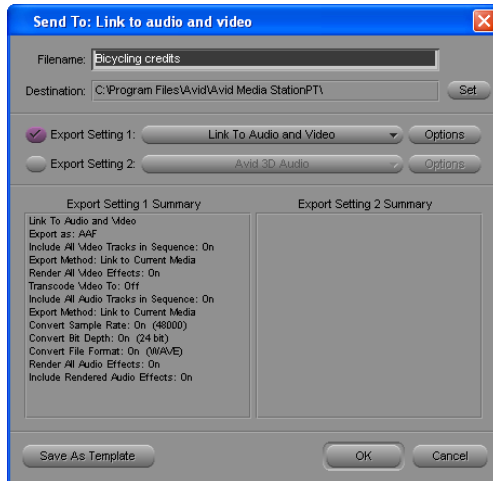 Send To: Link to audio and video
Filename: Bicycling credits
Destination: C:\Program Files\Avid\Avid Media StationPT\ Set
Export Setting 1: Link To Audio and Video Options
Export Setting 2: Avid 3D Audio Options
Export Setting 1 Summary
Link To Audio and Video
Export as: AAF
Include All Video Tracks in Sequence: On
Export Method: Link to Current Media
Render All Video Effects: On
Transcode Video To: Off
Include All Audio Tracks in Sequence: On
Export Method: Link to Current Media
Convert Sample Rate: On (48000)
Convert Bit Depth: On (24 bit)
Convert File Format: On (WAVE)
Render All Audio Effects: On
Include Rendered Audio Effects: On
Export Setting 2 Summary
Save As Template OK Cancel